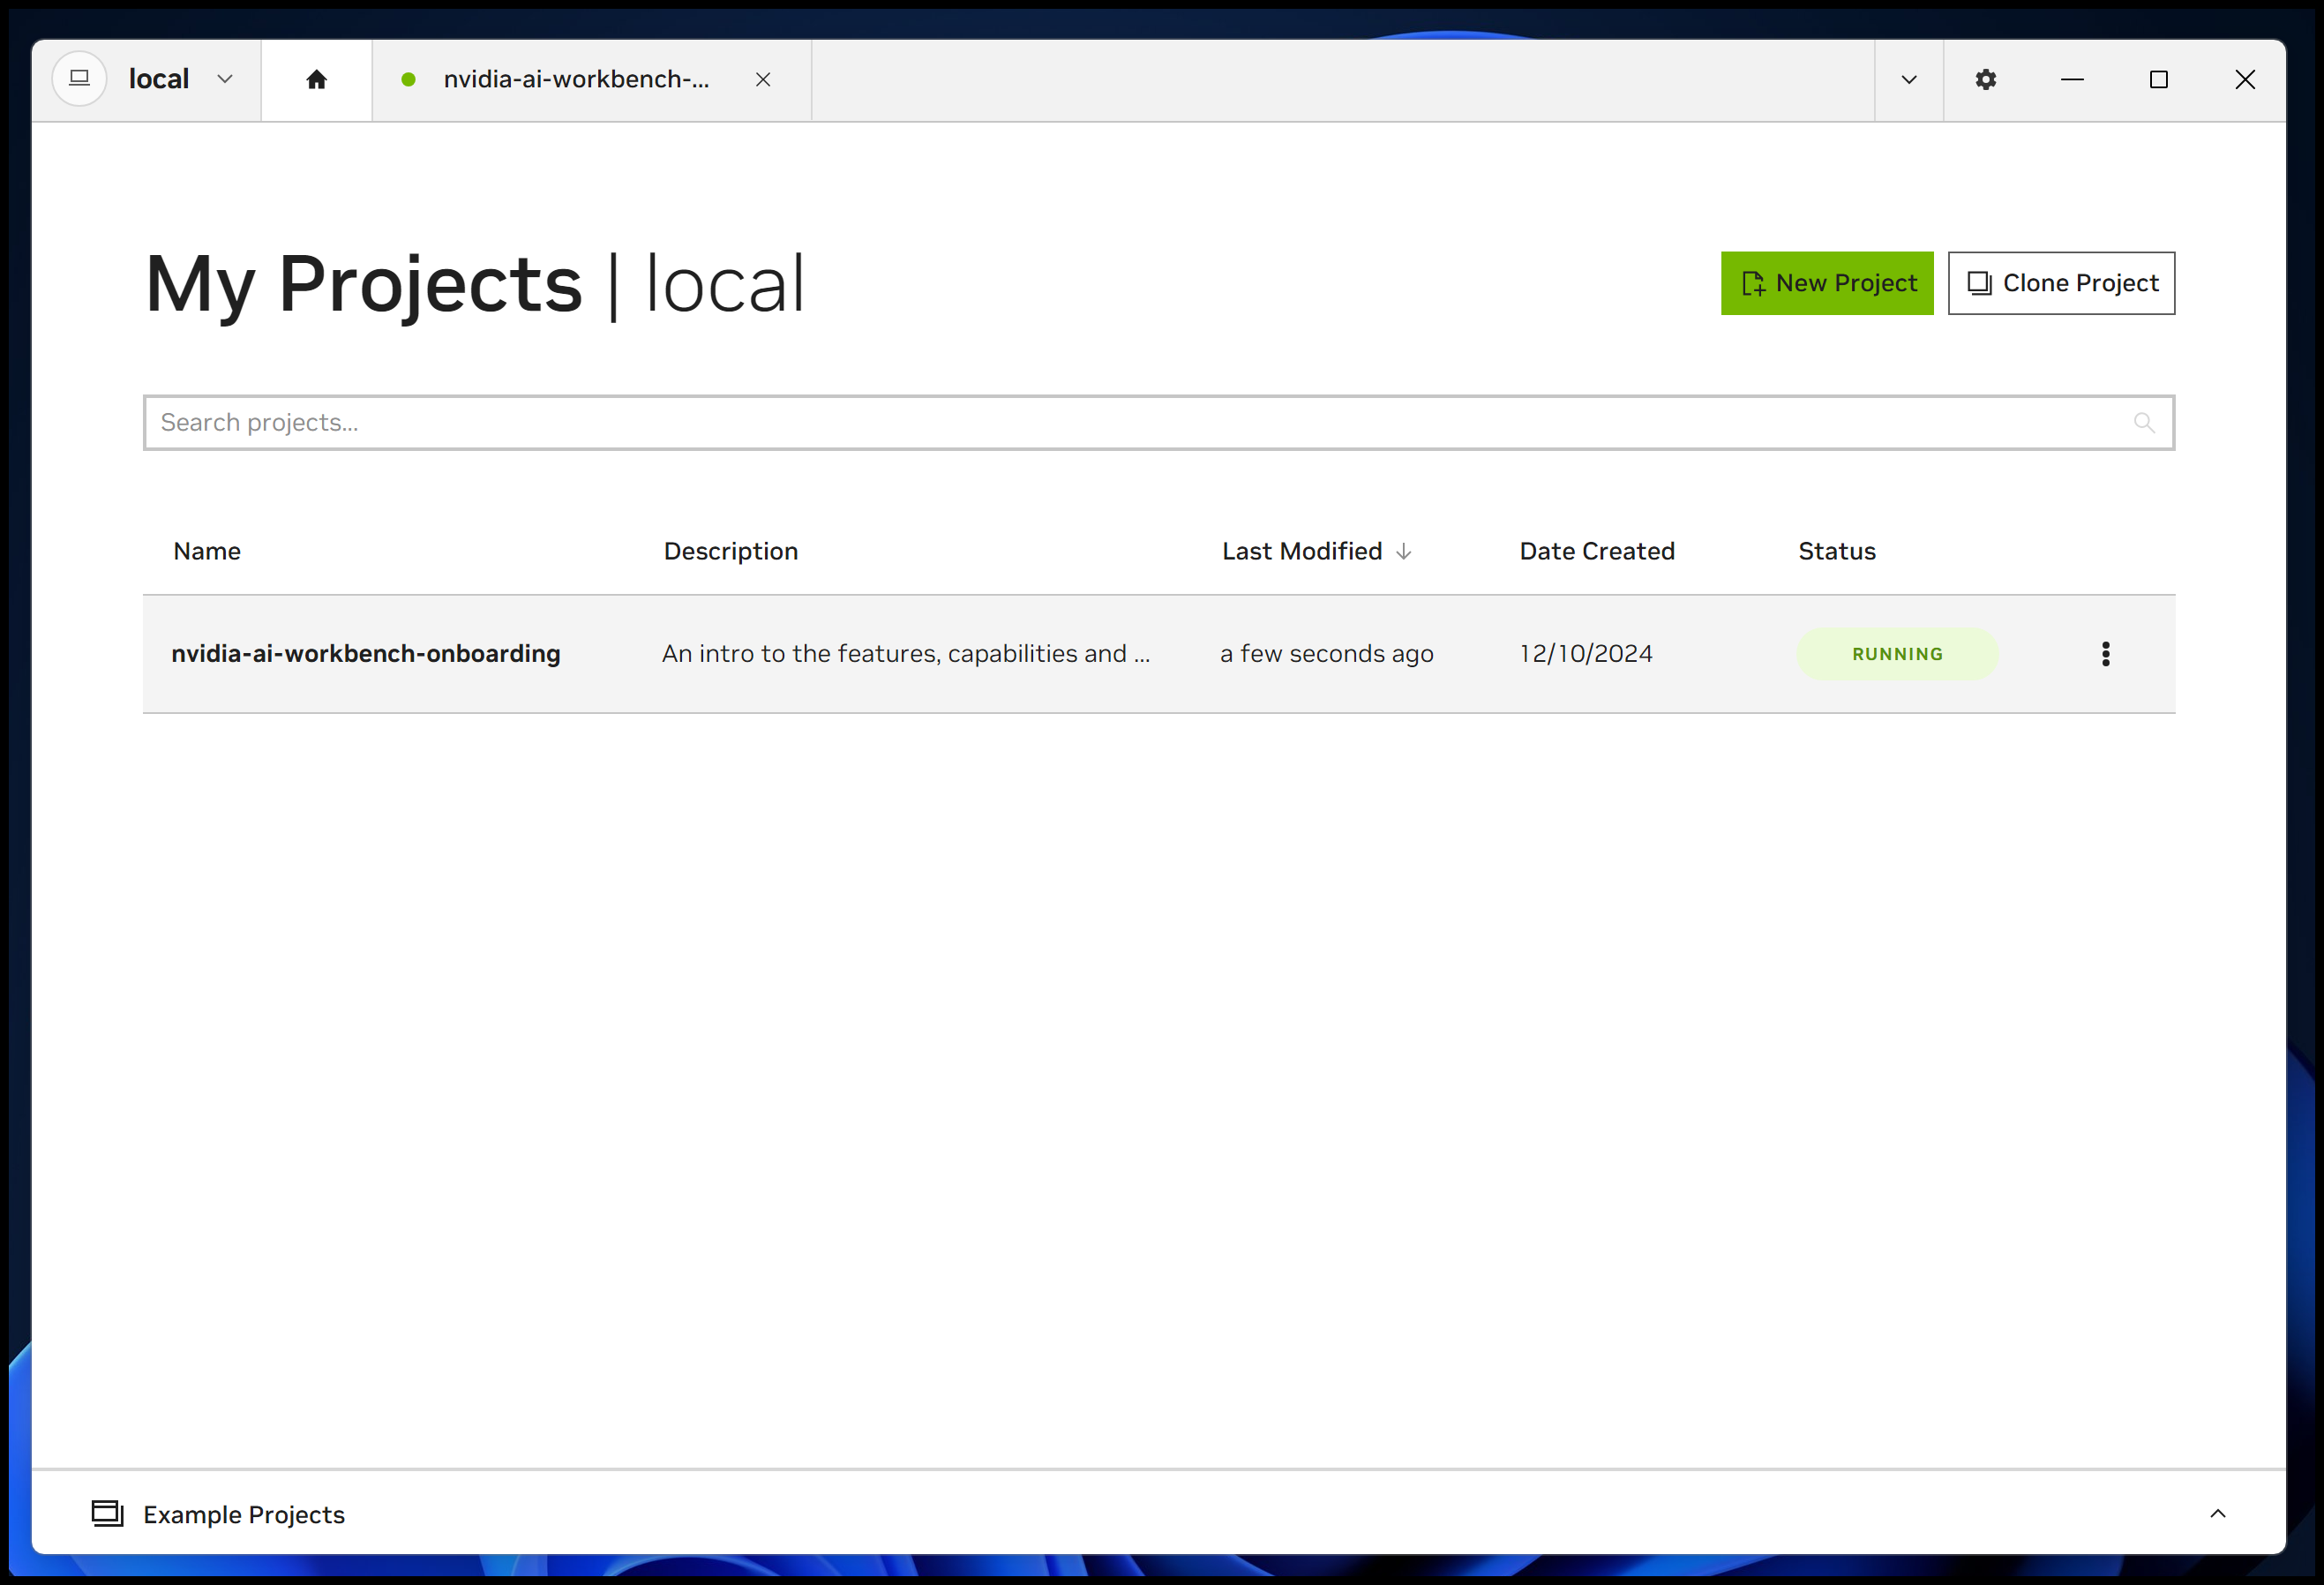 local
nvidia-ai-workbench-...
My Projects | local
New Project
Clone Project
Search projects...
Name Description Last Modified Date Created Status
nvidia-ai-workbench-onboarding An intro to the features, capabilities and ... a few seconds ago 12/10/2024 RUNNING
Example Projects